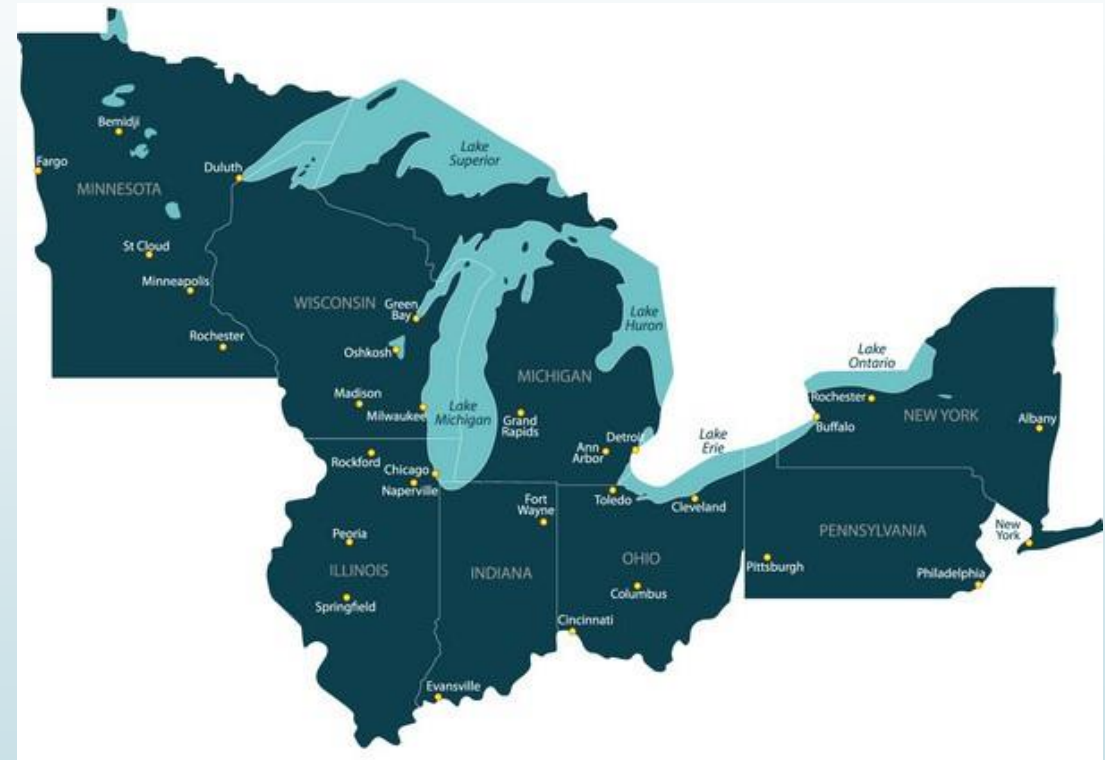 Bemidji
Fargo
Duluth
MINNESOTA
St Cloud
Minneapolis
Rochester
Lake
Superior
WISCONSIN
Green
Bay
Oshkosh
Madison
Milwaukee
Lake
Michigan
MICHIGAN
Grand
Rapids
Lake
Huron
Ann
Arbor
Detroit
Lake
Erie
Lake
Ontario
Rochester
Buffalo
NEW YORK
Albany
Rockford
Chicago
Naperville
Peoria
ILLINOIS
Springfield
Fort
Wayne
INDIANA
Evansville
Toledo
Cleveland
OHIO
Columbus
Cincinnati
PENNSYLVANIA
Pittsburgh
Philadelphia
New
York